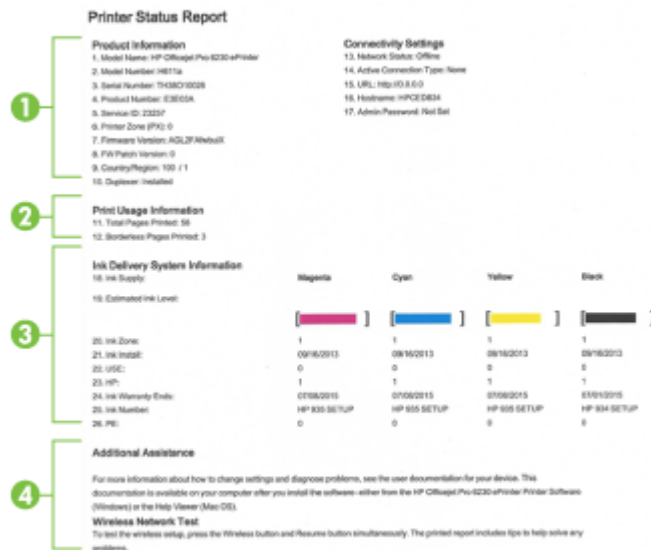 Printer Status Report
1
Product Information
1. Model Name: HP Officejet Pro 6230 ePrinter
2. Model Number: H611a
3. Serial Number:
4. Product Number: E3E03A
5. Service ID: 23237
6. Printer Zone (PX): 0
7. Firmware Version:
8. FW Patch Version: 0
9. Country/Region: 100 / 1
10. Duplexer: Installed
Connectivity Settings
13. Network Status: Offline
14. Active Connection Type: None
15. URL: http://0.0.0.0
16. Hostname: HPCED834
17. Admin Password: Not Set
2
Print Usage Information
11. Total Pages Printed: 58
12. Borderless Pages Printed: 3
3
Ink Delivery System Information
18. Ink Supply: Magenta Cyan Yellow Black
19. Estimated Ink Level:
[ ] [ ] [ ] [ ]
20. Ink Zone: 1 1 1 1
21. Ink Install: 09/16/2013 09/16/2013 09/16/2013 09/16/2013
22. USE: 0 0 0 0
23. HP: 1 1 1 1
24. Ink Warranty Ends: 07/08/2015 07/08/2015 07/08/2015 07/01/2015
25. Ink Number: HP 935 SETUP HP 935 SETUP HP 935 SETUP HP 934 SETUP
26. PE: 0 0 0 0
4
Additional Assistance
For more information about how to change settings and diagnose problems, see the user documentation for your device. This
documentation is available on your computer after you install the software- either from the HP Officejet Pro 6230 ePrinter Printer Software
(Windows) or the Help Viewer (Mac OS).
Wireless Network Test
To test the wireless setup, press the Wireless button and Resume button simultaneously. The printed report includes tips to help solve any
problems.